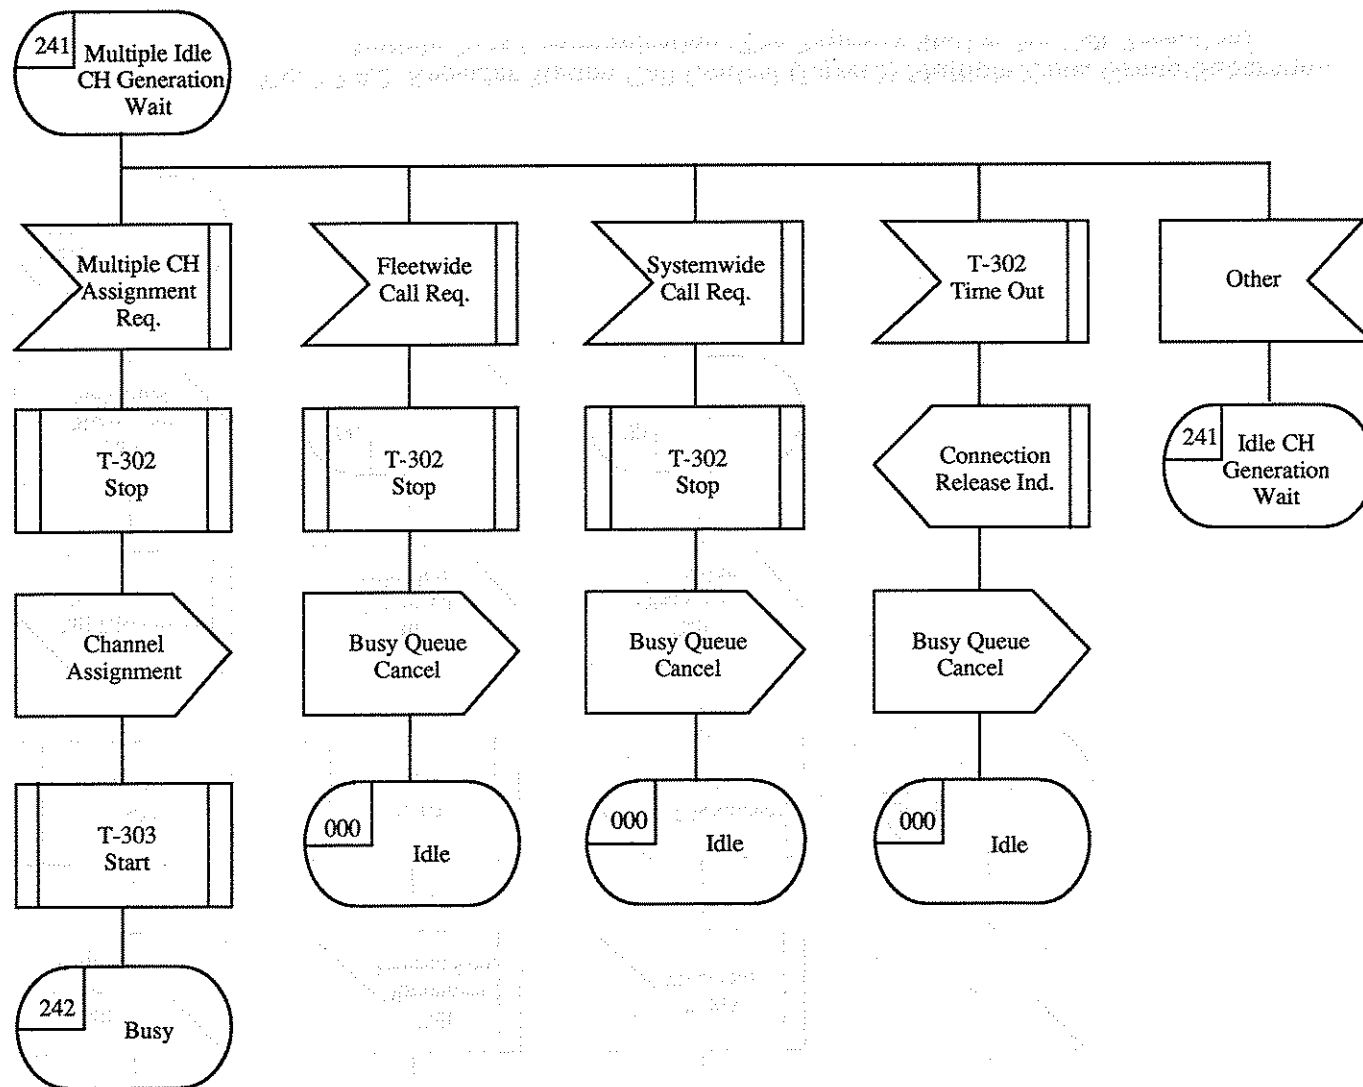 241
Multiple Idle
CH Generation
Wait
Multiple CH
Assignment
Req.
Fleetwide
Call Req.
Systemwide
Call Req.
T-302
Time Out
Other
T-302
Stop
T-302
Stop
T-302
Stop
Connection
Release Ind.
241
Idle CH
Generation
Wait
Channel
Assignment
Busy Queue
Cancel
Busy Queue
Cancel
Busy Queue
Cancel
T-303
Start
000
Idle
000
Idle
000
Idle
242
Busy